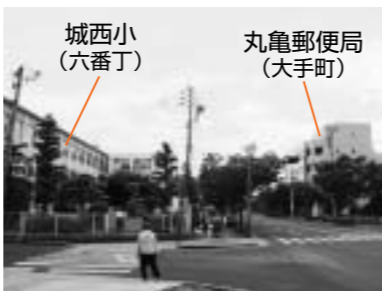 城西小
（六番丁）
丸亀郵便局
（大手町）